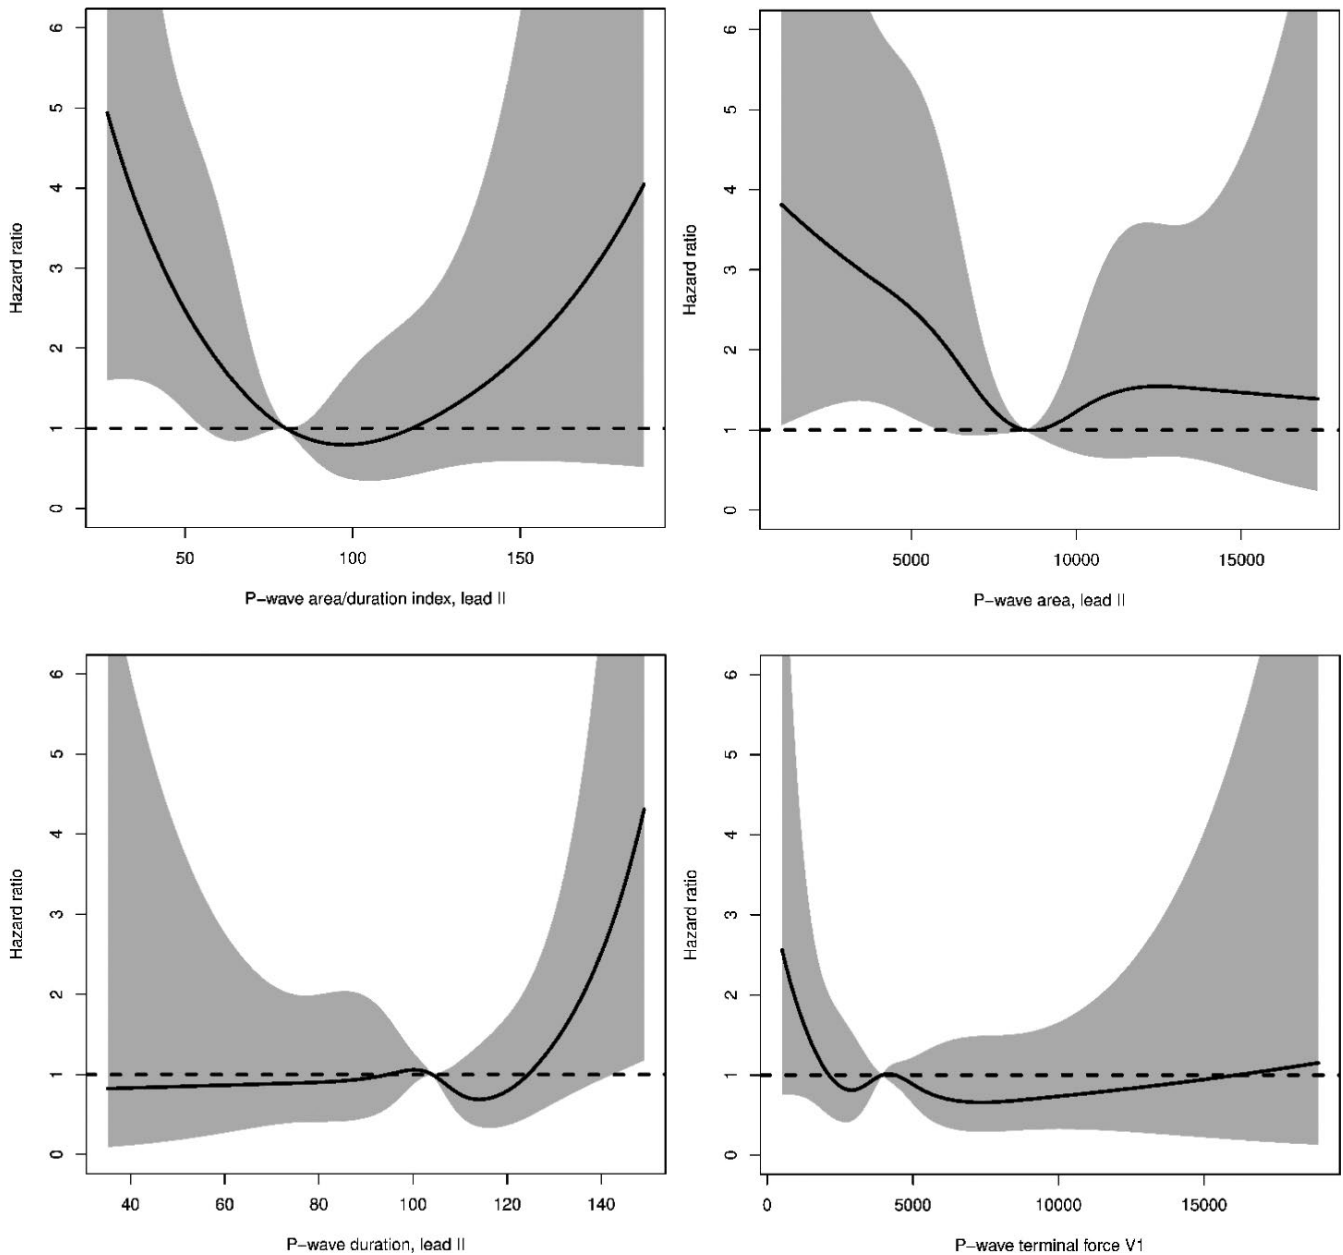 6
5
4
3
2
1
0
Hazard ratio
50 100 150
P-wave area/duration index, lead II
6
5
4
3
2
1
0
Hazard ratio
5000 10000 15000
P-wave area, lead II
6
5
4
3
2
1
0
Hazard ratio
40 60 80 100 120 140
P-wave duration, lead II
6
5
4
3
2
1
0
Hazard ratio
0 5000 10000 15000
P-wave terminal force V1